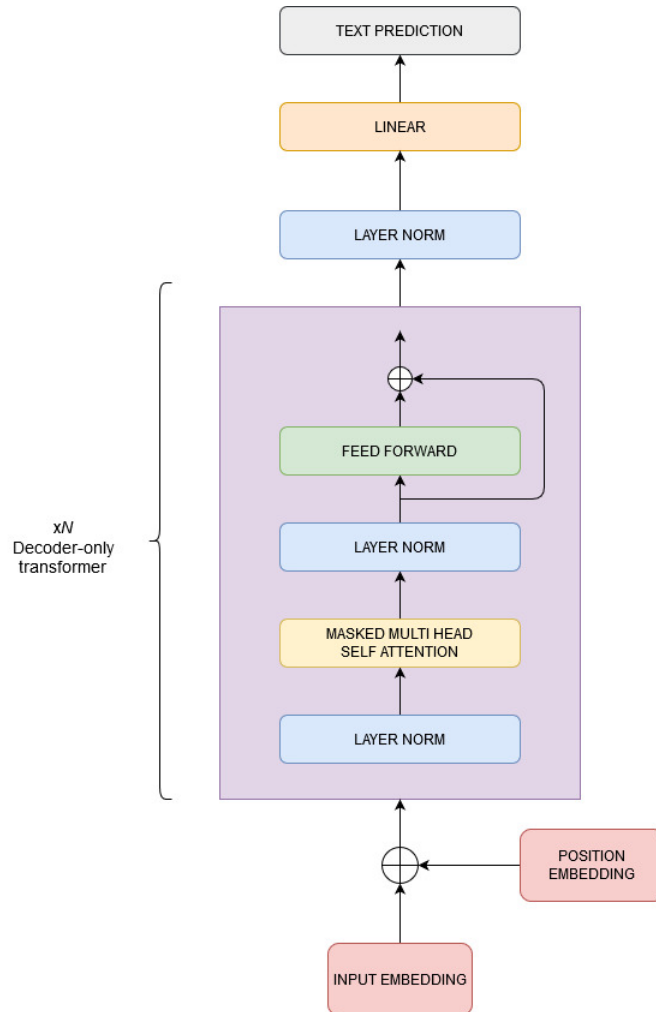 TEXT PREDICTION
LINEAR
LAYER NORM
FEED FORWARD
xN
Decoder-only
transformer
LAYER NORM
MASKED MULTI HEAD
SELF ATTENTION
LAYER NORM
POSITION
EMBEDDING
INPUT EMBEDDING